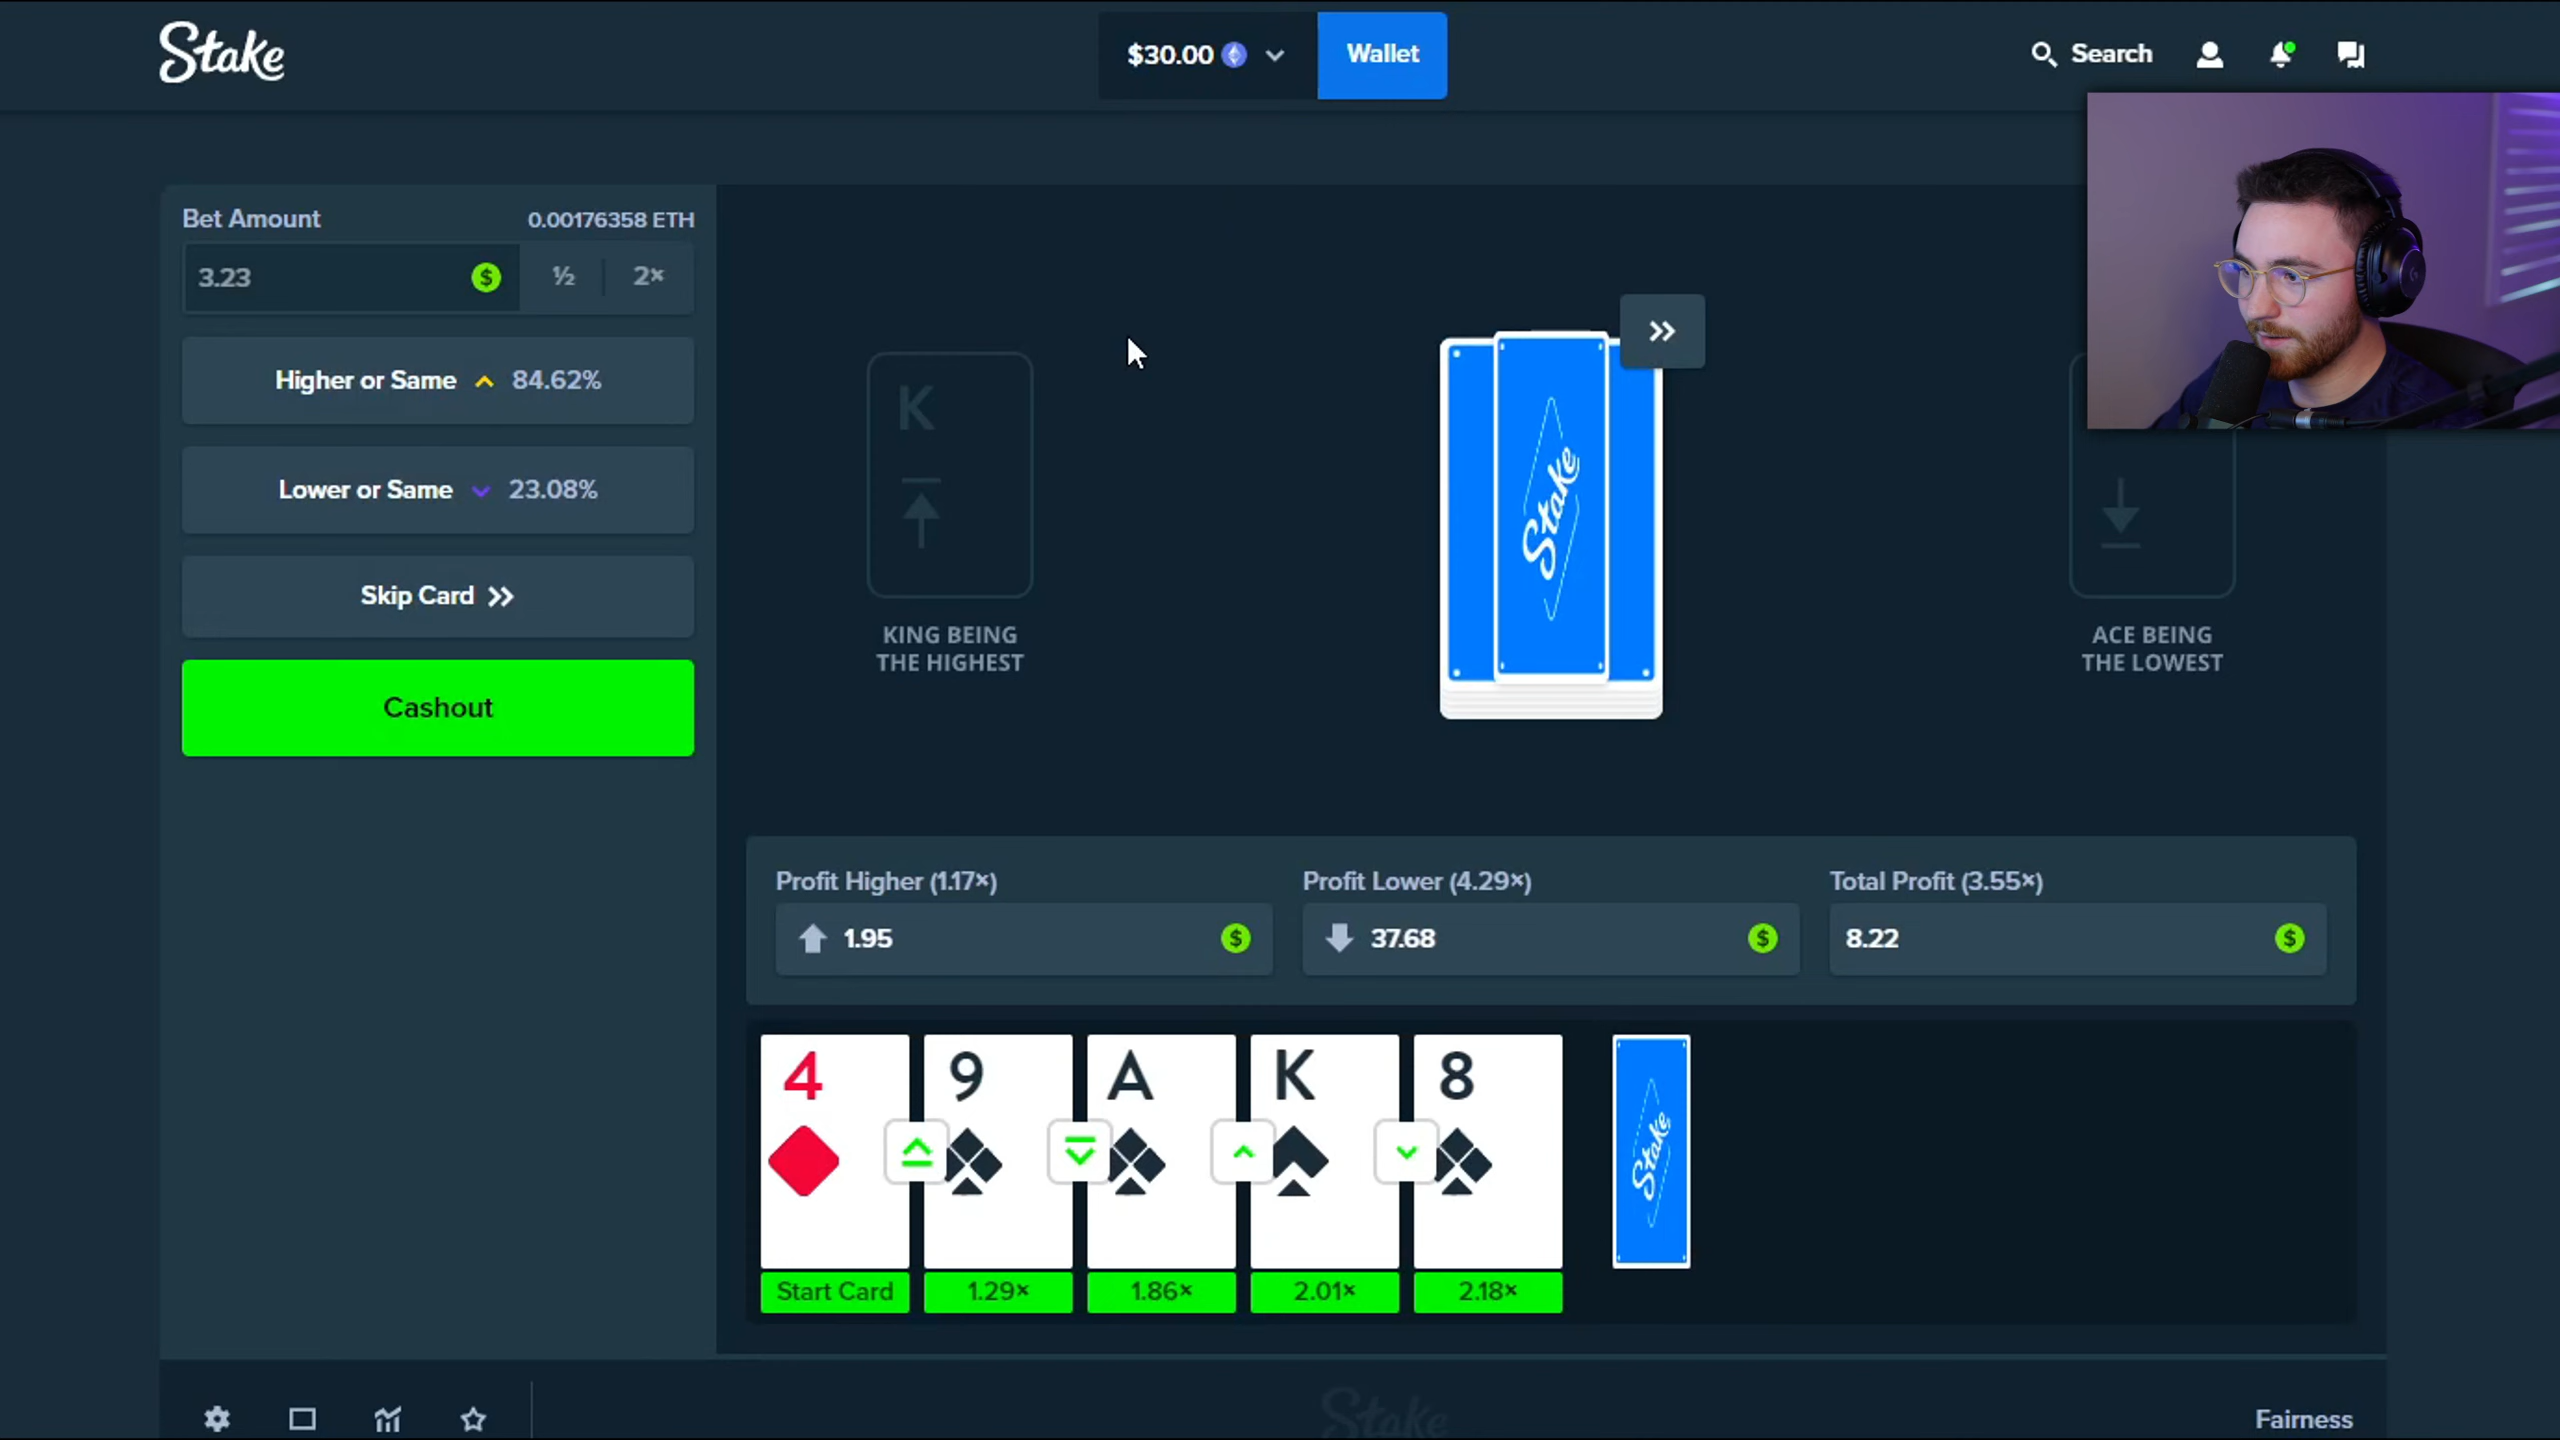 Stake
$30.00
Wallet
Search
Bet Amount 0.00176358 ETH
3.23 $ ½ 2×
Higher or Same 84.62%
Lower or Same 23.08%
Skip Card
Cashout
K
KING BEING
THE HIGHEST
Stake
ACE BEING
THE LOWEST
Profit Higher (1.17×) Profit Lower (4.29×) Total Profit (3.55×)
1.95 $ 37.68 $ 8.22 $
4 9 A K 8
Stake
Start Card 1.29× 1.86× 2.01× 2.18×
Stake
Fairness